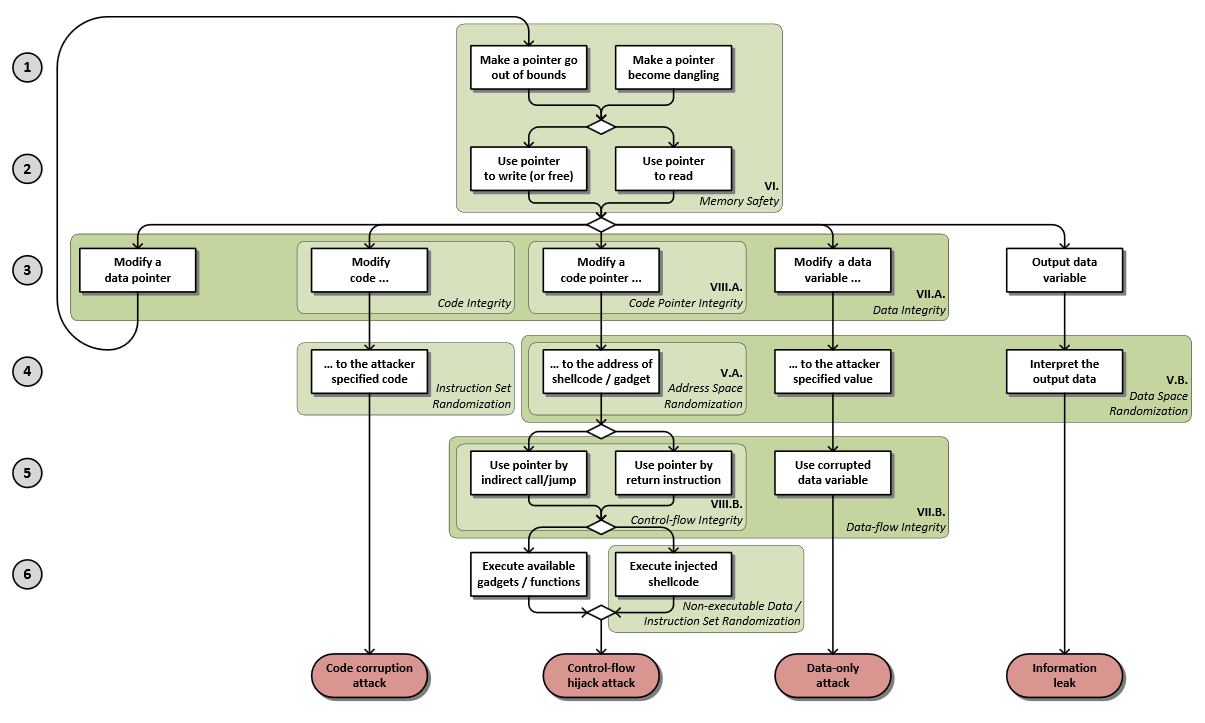 1
Make a pointer go
out of bounds
Make a pointer
become dangling
2
Use pointer
to write (or free)
Use pointer
to read
VI.
Memory Safety
3
Modify a
data pointer
Modify
code ...
Code Integrity
Modify a
code pointer ...
VIII.A.
Code Pointer Integrity
Modify  a data
variable ...
VII.A.
Data Integrity
Output data
variable
4
... to the attacker
specified code
Instruction Set
Randomization
... to the address of
shellcode / gadget
V.A.
Address Space
Randomization
... to the attacker
specified value
Interpret the
output data
V.B.
Data Space
Randomization
5
Use pointer by
indirect call/jump
Use pointer by
return instruction
VIII.B.
Control-flow Integrity
Use corrupted
data variable
VII.B.
Data-flow Integrity
6
Execute available
gadgets / functions
Execute injected
shellcode
Non-executable Data /
Instruction Set Randomization
Code corruption
attack
Control-flow
hijack attack
Data-only
attack
Information
leak